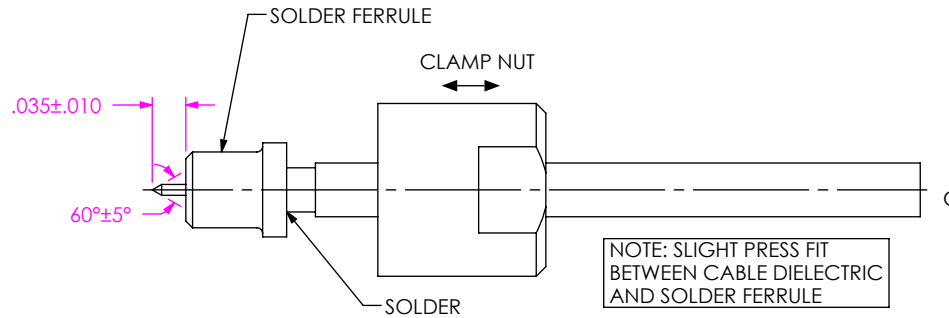 SOLDER FERRULE
CLAMP NUT
.035±.010
60°±5°
NOTE: SLIGHT PRESS FIT
BETWEEN CABLE DIELECTRIC
AND SOLDER FERRULE
SOLDER